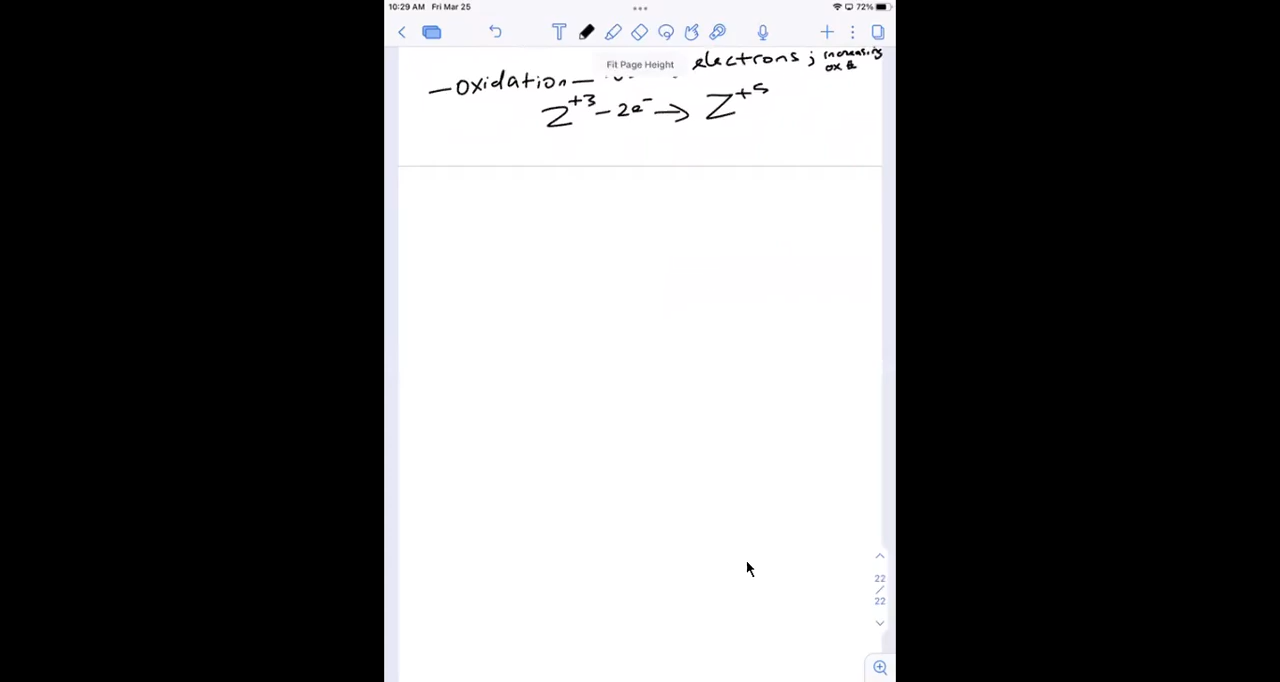 10:29 AM Fri Mar 25
72%
T
Fit Page Height
electrons ; increasing
ox #
— oxidation —
Z⁺³ – 2e⁻ → Z⁺⁵
22
/
22